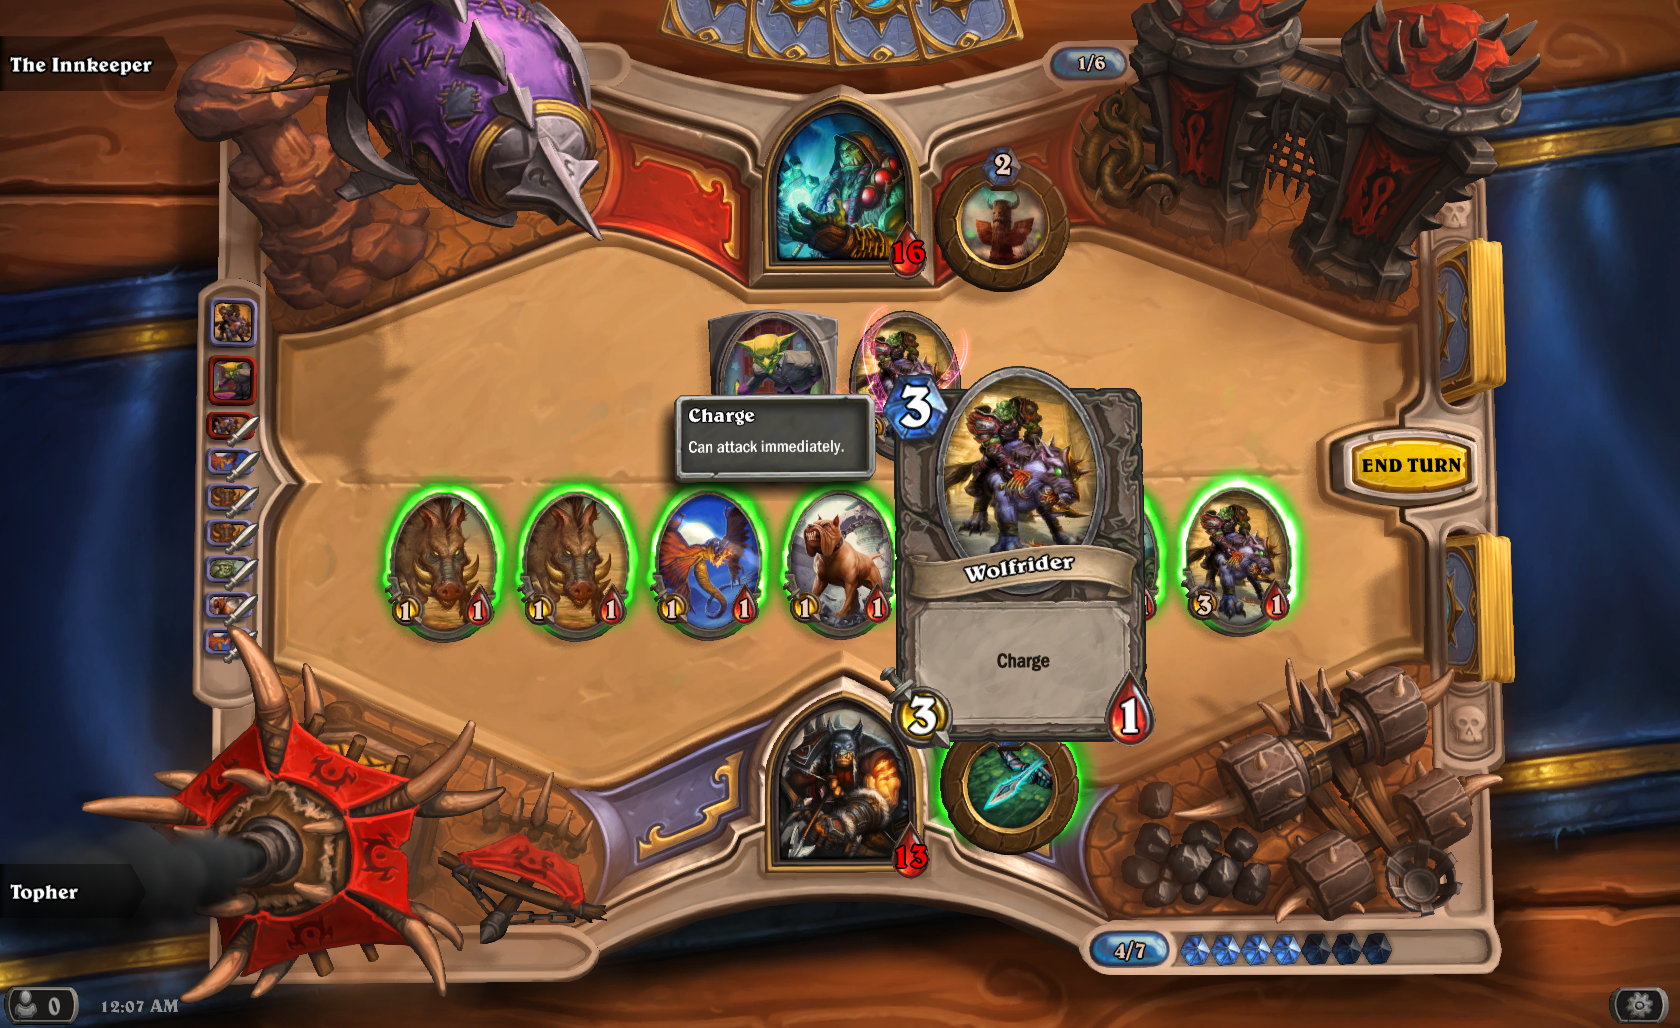 The Innkeeper
1/6
2
16
3
Charge
Can attack immediately.
END TURN
Wolfrider
1 1
1 1
1 1
1 1
3 1
Charge
3 1
13
Topher
4/7
0
12:07 AM